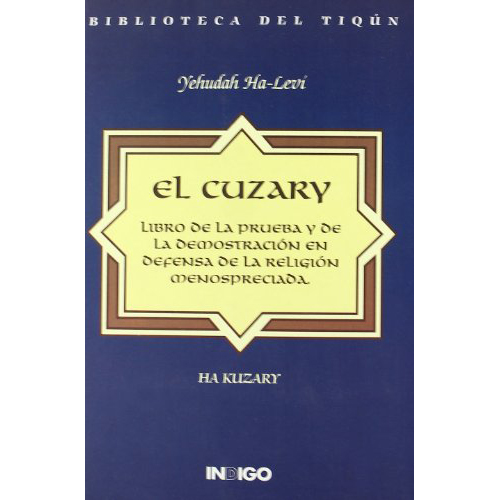 BIBLIOTECA DEL TIQÚN
Yehudah Ha-Leví
EL CUZARY
LIBRO DE LA PRUEBA Y DE
LA DEMOSTRACIÓN EN
DEFENSA DE LA RELIGIÓN
MENOSPRECIADA.
HA KUZARY
INDIGO